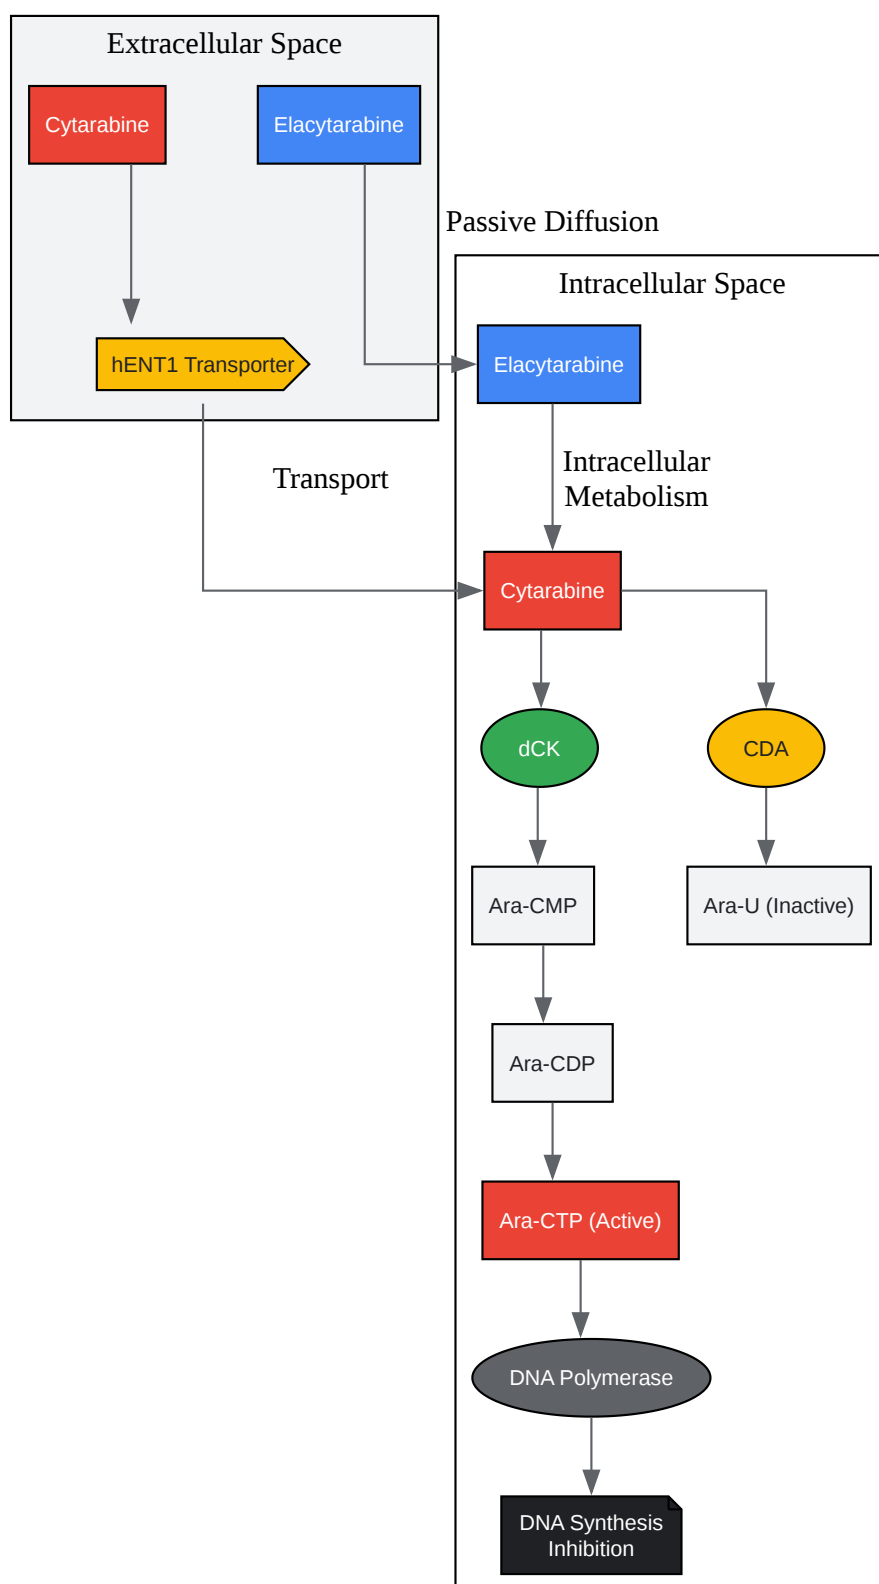 Extracellular Space
Cytarabine
Elacytarabine
Passive Diffusion
hENT1 Transporter
Transport
Intracellular Space
Elacytarabine
Intracellular
Metabolism
Cytarabine
dCK
CDA
Ara-CMP
Ara-U (Inactive)
Ara-CDP
Ara-CTP (Active)
DNA Polymerase
DNA Synthesis
Inhibition